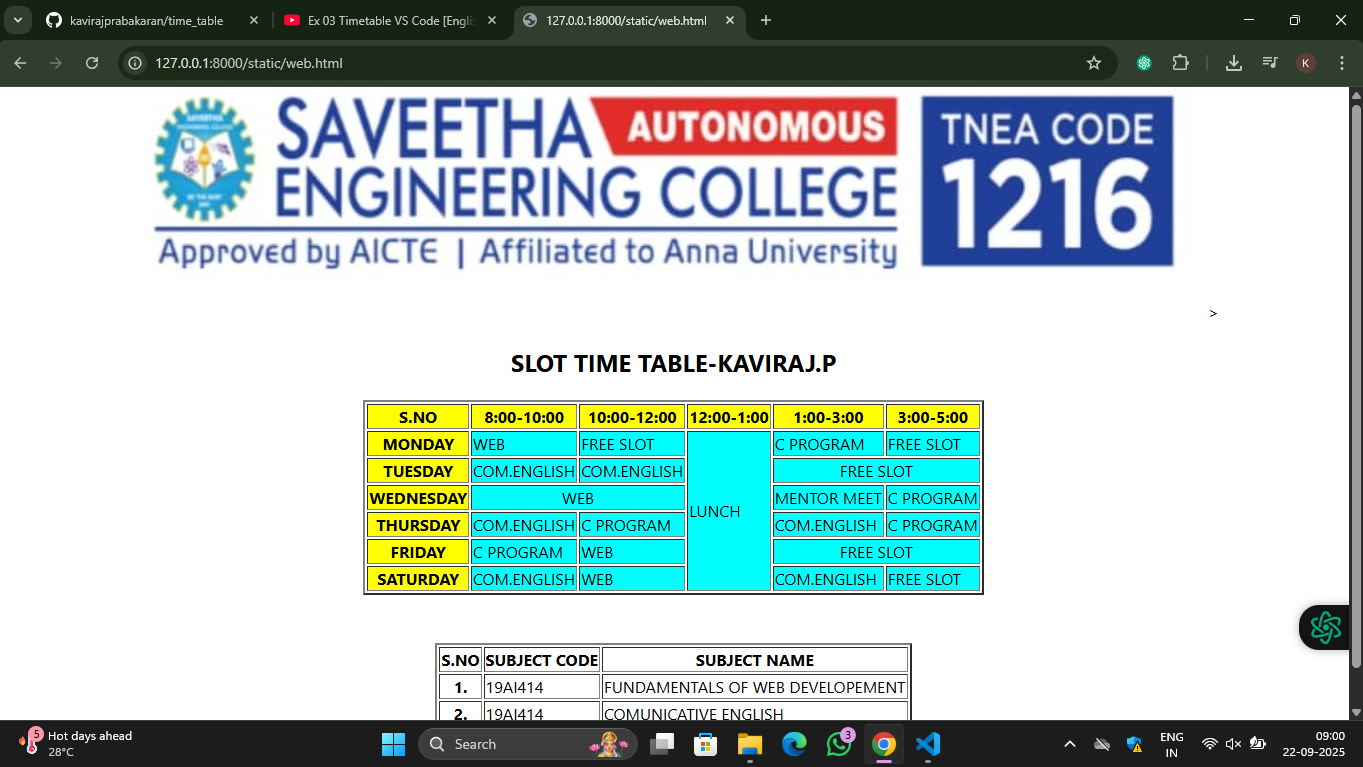 kavirajprabakaran/time_table
Ex 03 Timetable VS Code [Englis
127.0.0.1:8000/static/web.html
127.0.0.1:8000/static/web.html
K
SAVEETHA AUTONOMOUS
ENGINEERING COLLEGE
Approved by AICTE | Affiliated to Anna University
TNEA CODE
1216
>
SLOT TIME TABLE-KAVIRAJ.P
S.NO 8:00-10:00 10:00-12:00 12:00-1:00 1:00-3:00 3:00-5:00
MONDAY WEB FREE SLOT LUNCH C PROGRAM FREE SLOT
TUESDAY COM.ENGLISH COM.ENGLISH FREE SLOT
WEDNESDAY WEB MENTOR MEET C PROGRAM
THURSDAY COM.ENGLISH C PROGRAM COM.ENGLISH C PROGRAM
FRIDAY C PROGRAM WEB FREE SLOT
SATURDAY COM.ENGLISH WEB COM.ENGLISH FREE SLOT
S.NO SUBJECT CODE SUBJECT NAME
1. 19AI414 FUNDAMENTALS OF WEB DEVELOPEMENT
2. 19AI414 COMUNICATIVE ENGLISH
5
Hot days ahead
28°C
Search
3
ENG
IN
09:00
22-09-2025